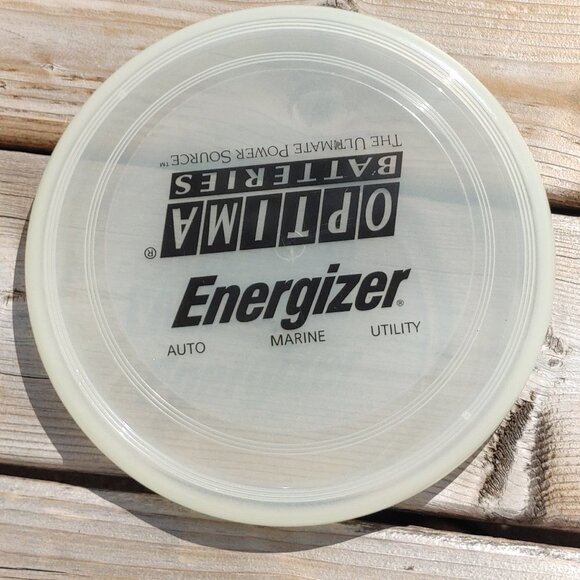 OPTIMA®
BATTERIES
THE ULTIMATE POWER SOURCE™
Energizer®
AUTO MARINE UTILITY